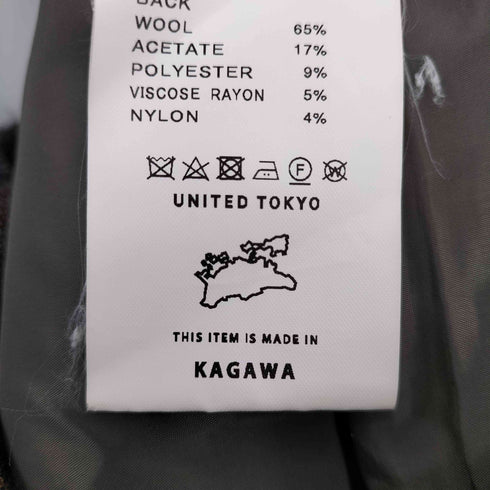 BACK
WOOL 65%
ACETATE 17%
POLYESTER 9%
VISCOSE RAYON 5%
NYLON 4%
F W
UNITED TOKYO
THIS ITEM IS MADE IN
KAGAWA